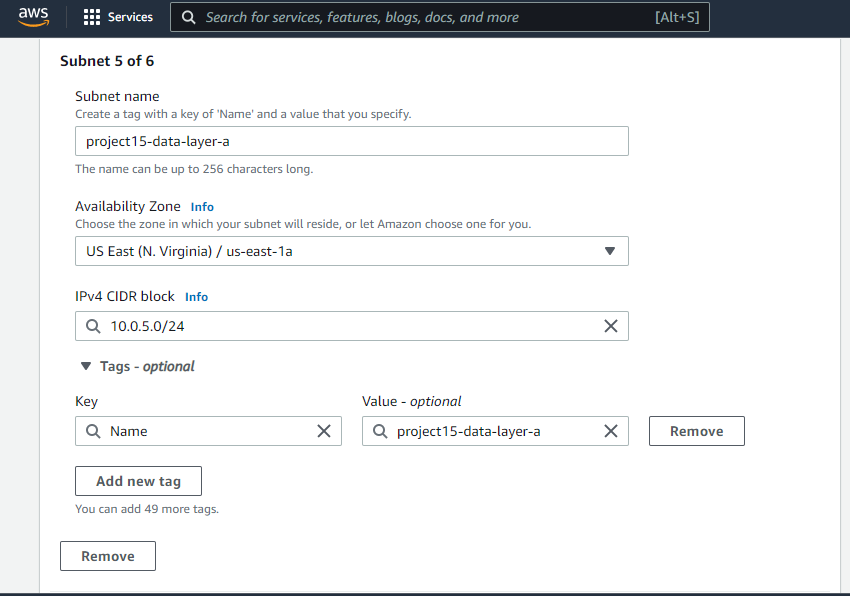 aws
Services
Search for services, features, blogs, docs, and more
[Alt+S]
Subnet 5 of 6
Subnet name
Create a tag with a key of 'Name' and a value that you specify.
project15-data-layer-a
The name can be up to 256 characters long.
Availability Zone Info
Choose the zone in which your subnet will reside, or let Amazon choose one for you.
US East (N. Virginia) / us-east-1a
IPv4 CIDR block Info
10.0.5.0/24
Tags - optional
Key
Value - optional
Name
project15-data-layer-a
Remove
Add new tag
You can add 49 more tags.
Remove